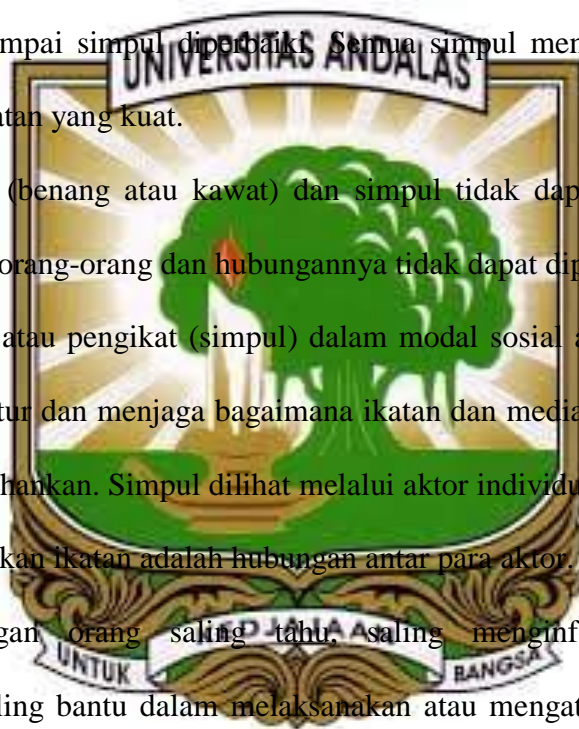 mpai simpul diperbaiki. Semua simpul men
UNIVERSITAS ANDALAS
atan yang kuat.
(benang atau kawat) dan simpul tidak dap
orang-orang dan hubungannya tidak dapat dip
atau pengikat (simpul) dalam modal sosial a
tur dan menjaga bagaimana ikatan dan media
hankan. Simpul dilihat melalui aktor individu
kan ikatan adalah hubungan antar para aktor.
gan orang saling tahu, saling menginf
KEDJAJAAN
UNTUK BANGSA
ling bantu dalam melaksanakan atau mengat